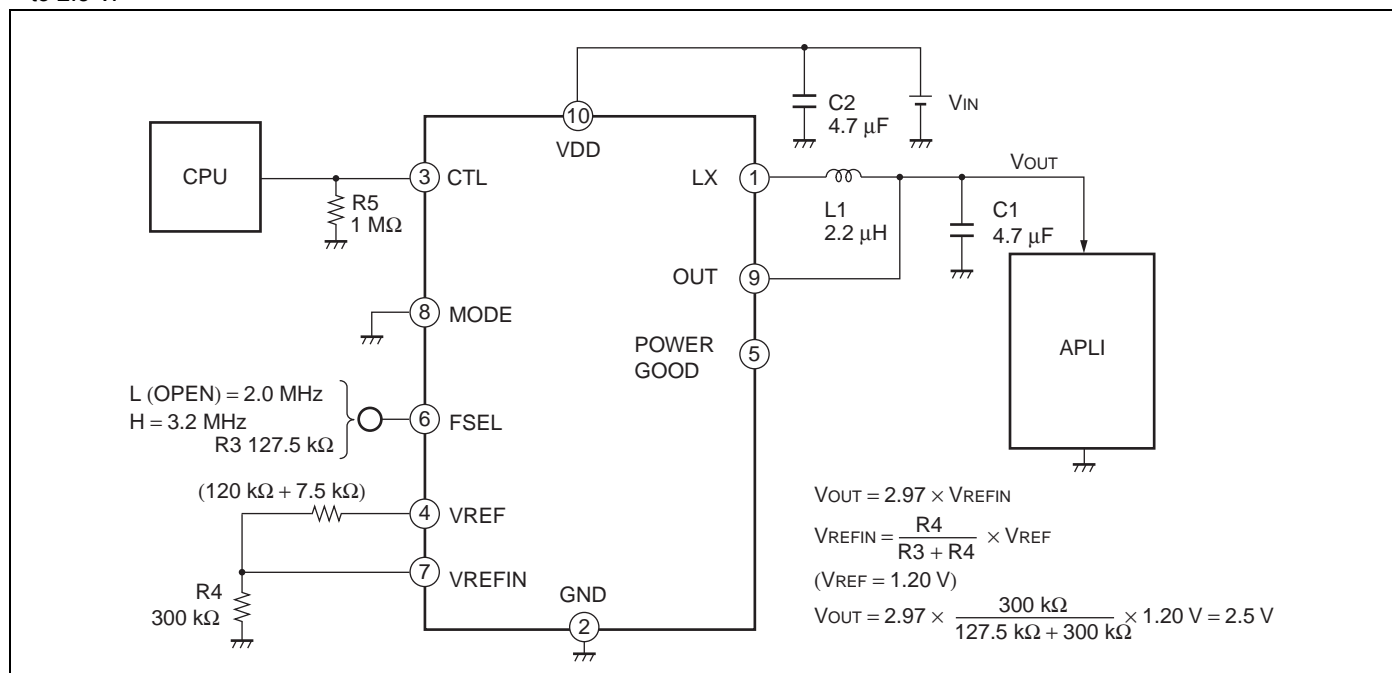 10
VDD
C2
4.7 μF
VIN
CPU
3 CTL
R5
1 MΩ
LX 1
L1
2.2 μH
VOUT
C1
4.7 μF
OUT 9
8 MODE
POWER
GOOD
5
APLI
L (OPEN) = 2.0 MHz
H = 3.2 MHz
R3 127.5 kΩ
6 FSEL
(120 kΩ + 7.5 kΩ)
4 VREF
7 VREFIN
R4
300 kΩ
GND
2
VOUT = 2.97 × VREFIN
VREFIN = R4 / R3 + R4 × VREF
(VREF = 1.20 V)
VOUT = 2.97 × 300 kΩ / 127.5 kΩ + 300 kΩ × 1.20 V = 2.5 V